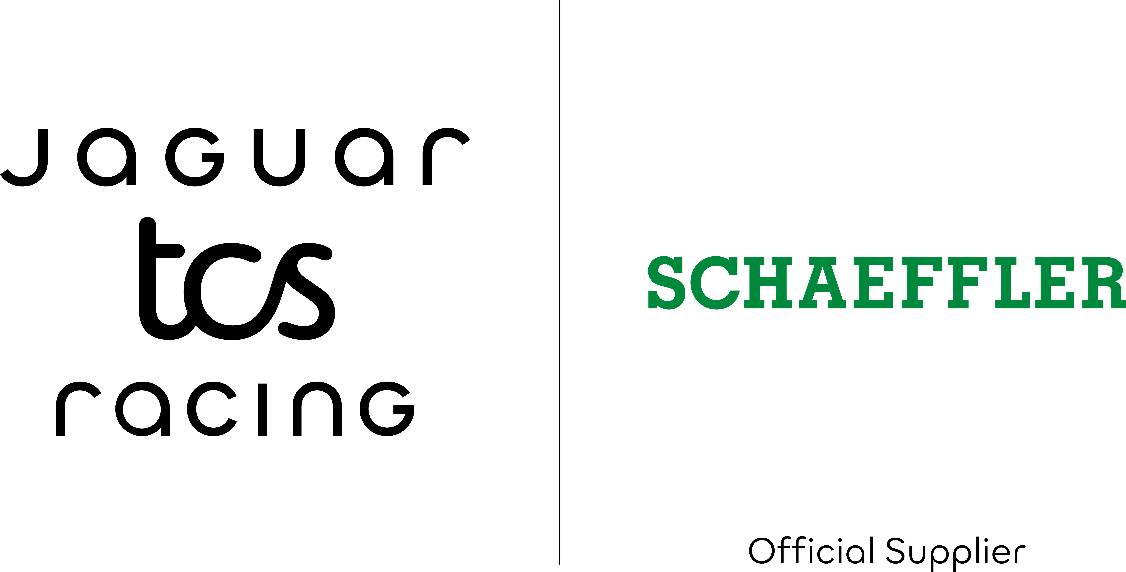 Jaguar
tcs
racing
SCHAEFFLER
Official Supplier